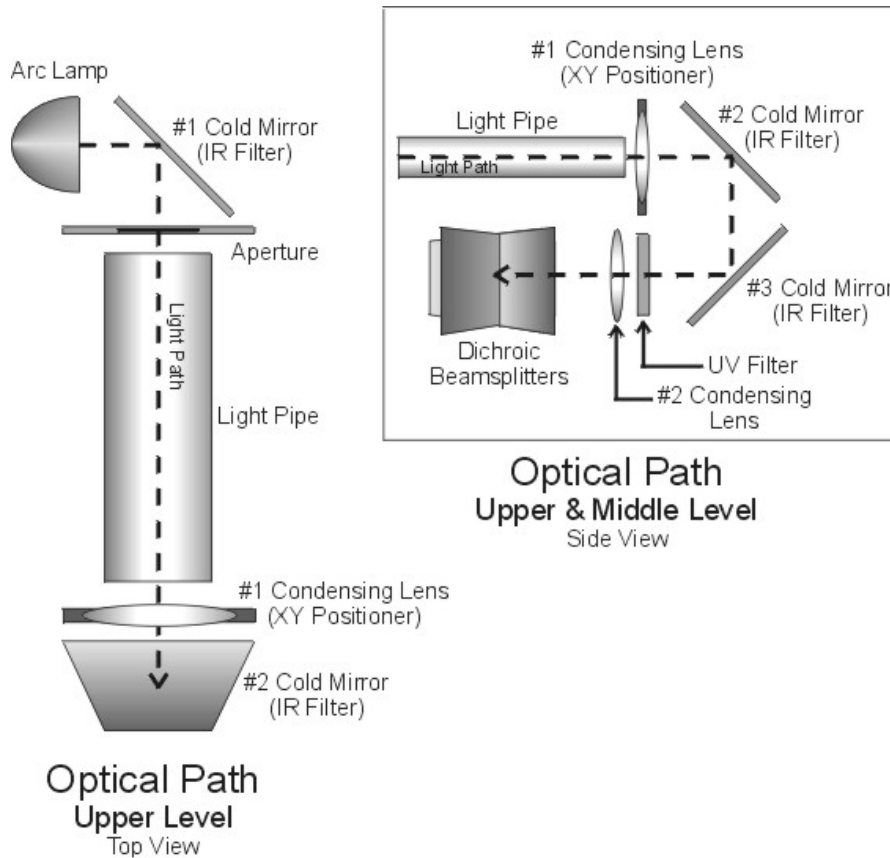 Arc Lamp
#1 Cold Mirror
(IR Filter)
Aperture
Light Path
Light Pipe
#1 Condensing Lens
(XY Positioner)
#2 Cold Mirror
(IR Filter)
Optical Path
Upper Level
Top View
#1 Condensing Lens
(XY Positioner)
Light Pipe
Light Path
#2 Cold Mirror
(IR Filter)
#3 Cold Mirror
(IR Filter)
Dichroic
Beamsplitters
UV Filter
#2 Condensing
Lens
Optical Path
Upper & Middle Level
Side View